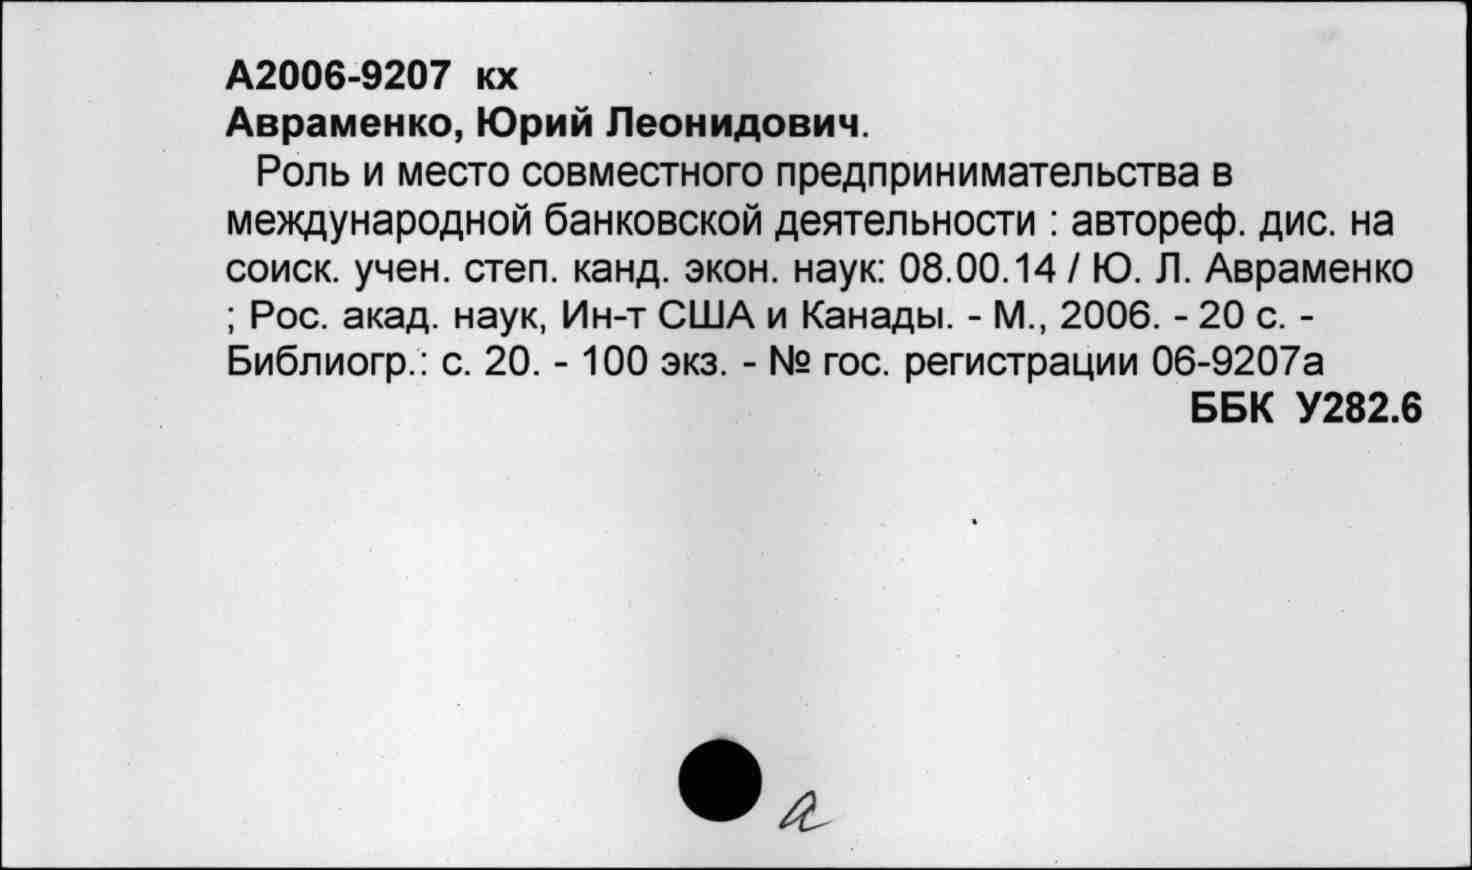 А2006-9207 кх
Авраменко, Юрий Леонидович.
Роль и место совместного предпринимательства в
международной банковской деятельности : автореф. дис. на
соиск. учен. степ. канд. экон. наук: 08.00.14 / Ю. Л. Авраменко
; Рос. акад. наук, Ин-т США и Канады. - М., 2006. - 20 с. -
Библиогр.: с. 20. - 100 экз. - № гос. регистрации 06-9207а
ББК У282.6
а